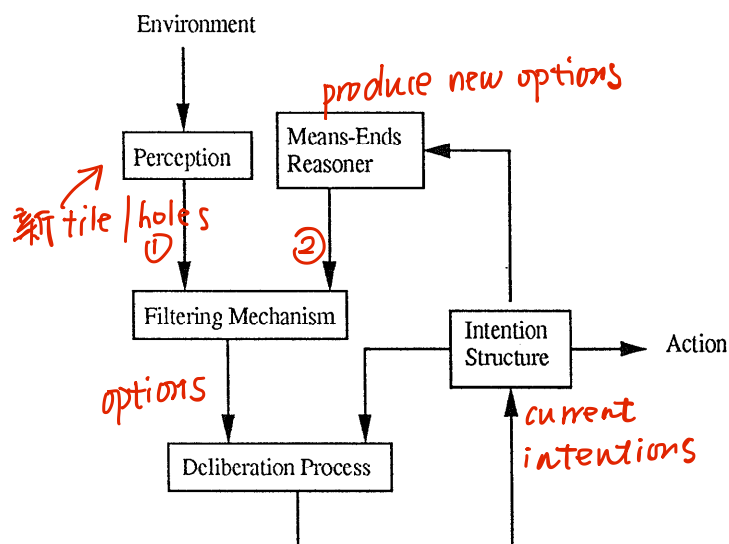 Environment
produce new options
Means-Ends
Reasoner
Perception
新 tile/holes
①
②
Filtering Mechanism
Intention
Structure
Action
options
current
intentions
Deliberation Process